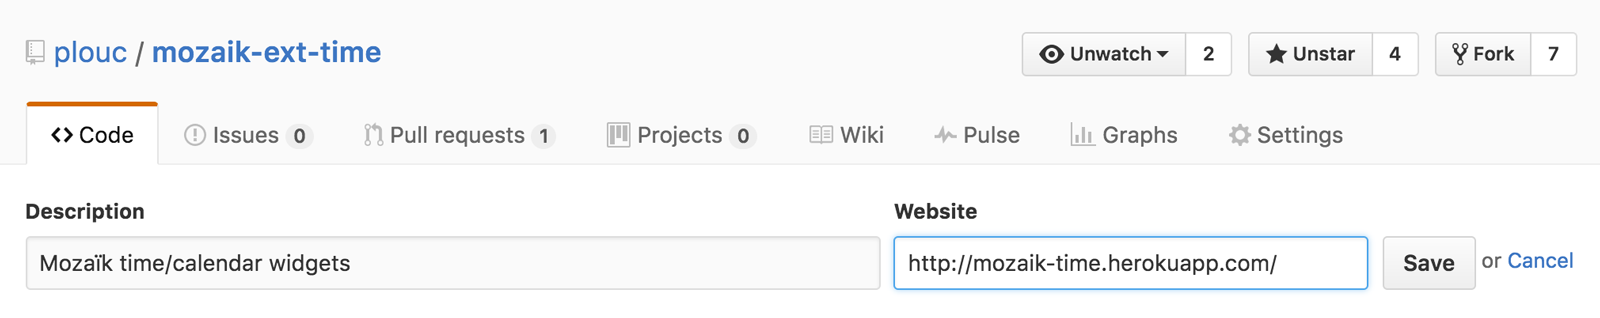 plouc / mozaik-ext-time
Unwatch 2 Unstar 4 Fork 7
Code Issues 0 Pull requests 1 Projects 0 Wiki Pulse Graphs Settings
Description Website
Mozaïk time/calendar widgets http://mozaik-time.herokuapp.com/ Save or Cancel